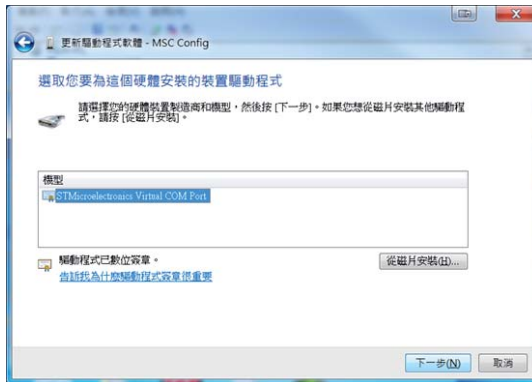 更新驅動程式軟體 - MSC Config
選取您要為這個硬體安裝的裝置驅動程式
請選擇您的硬體裝置製造商和機型，然後按 [下一步]。如果您想從磁片安裝其他驅動程
式，請按 [從磁片安裝]。
機型
STMicroelectronics Virtual COM Port
驅動程式已數位簽章。
從磁片安裝(H)...
告訴我為什麼驅動程式簽章很重要
下一步(N)
取消